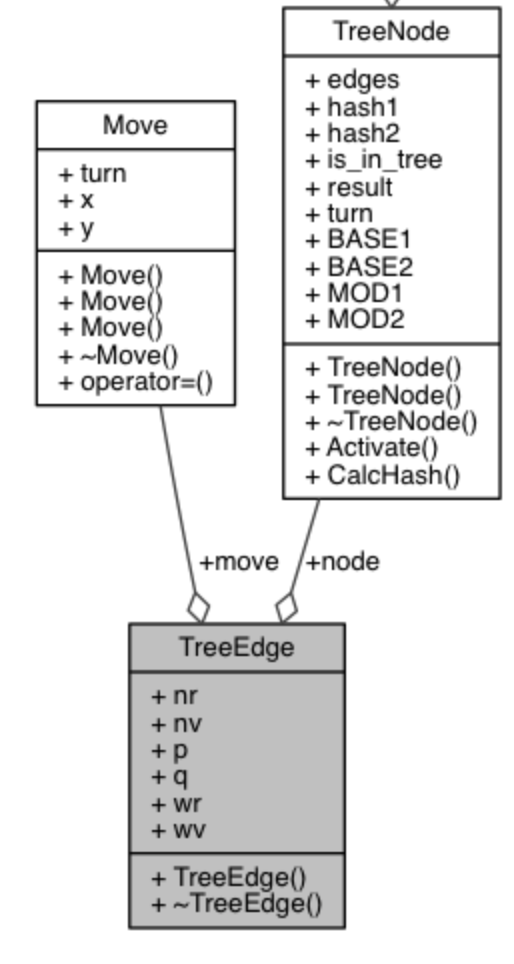 TreeNode
+ edges
+ hash1
+ hash2
+ is_in_tree
+ result
+ turn
+ BASE1
+ BASE2
+ MOD1
+ MOD2
+ TreeNode()
+ TreeNode()
+ ~TreeNode()
+ Activate()
+ CalcHash()
Move
+ turn
+ x
+ y
+ Move()
+ Move()
+ Move()
+ ~Move()
+ operator=()
+move
+node
TreeEdge
+ nr
+ nv
+ p
+ q
+ wr
+ wv
+ TreeEdge()
+ ~TreeEdge()